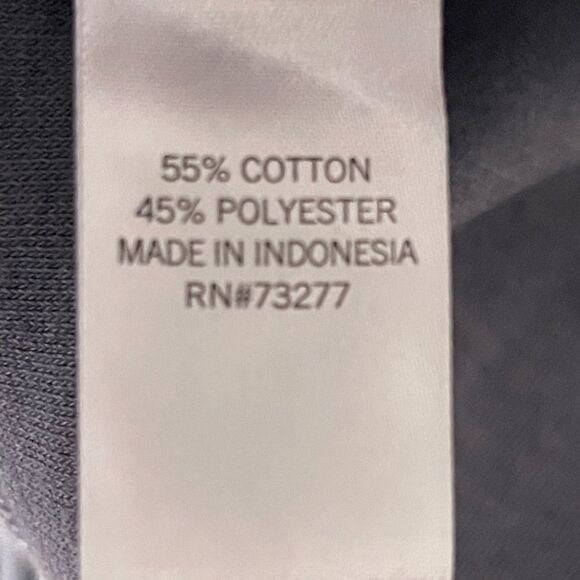 55% COTTON
45% POLYESTER
MADE IN INDONESIA
RN#73277